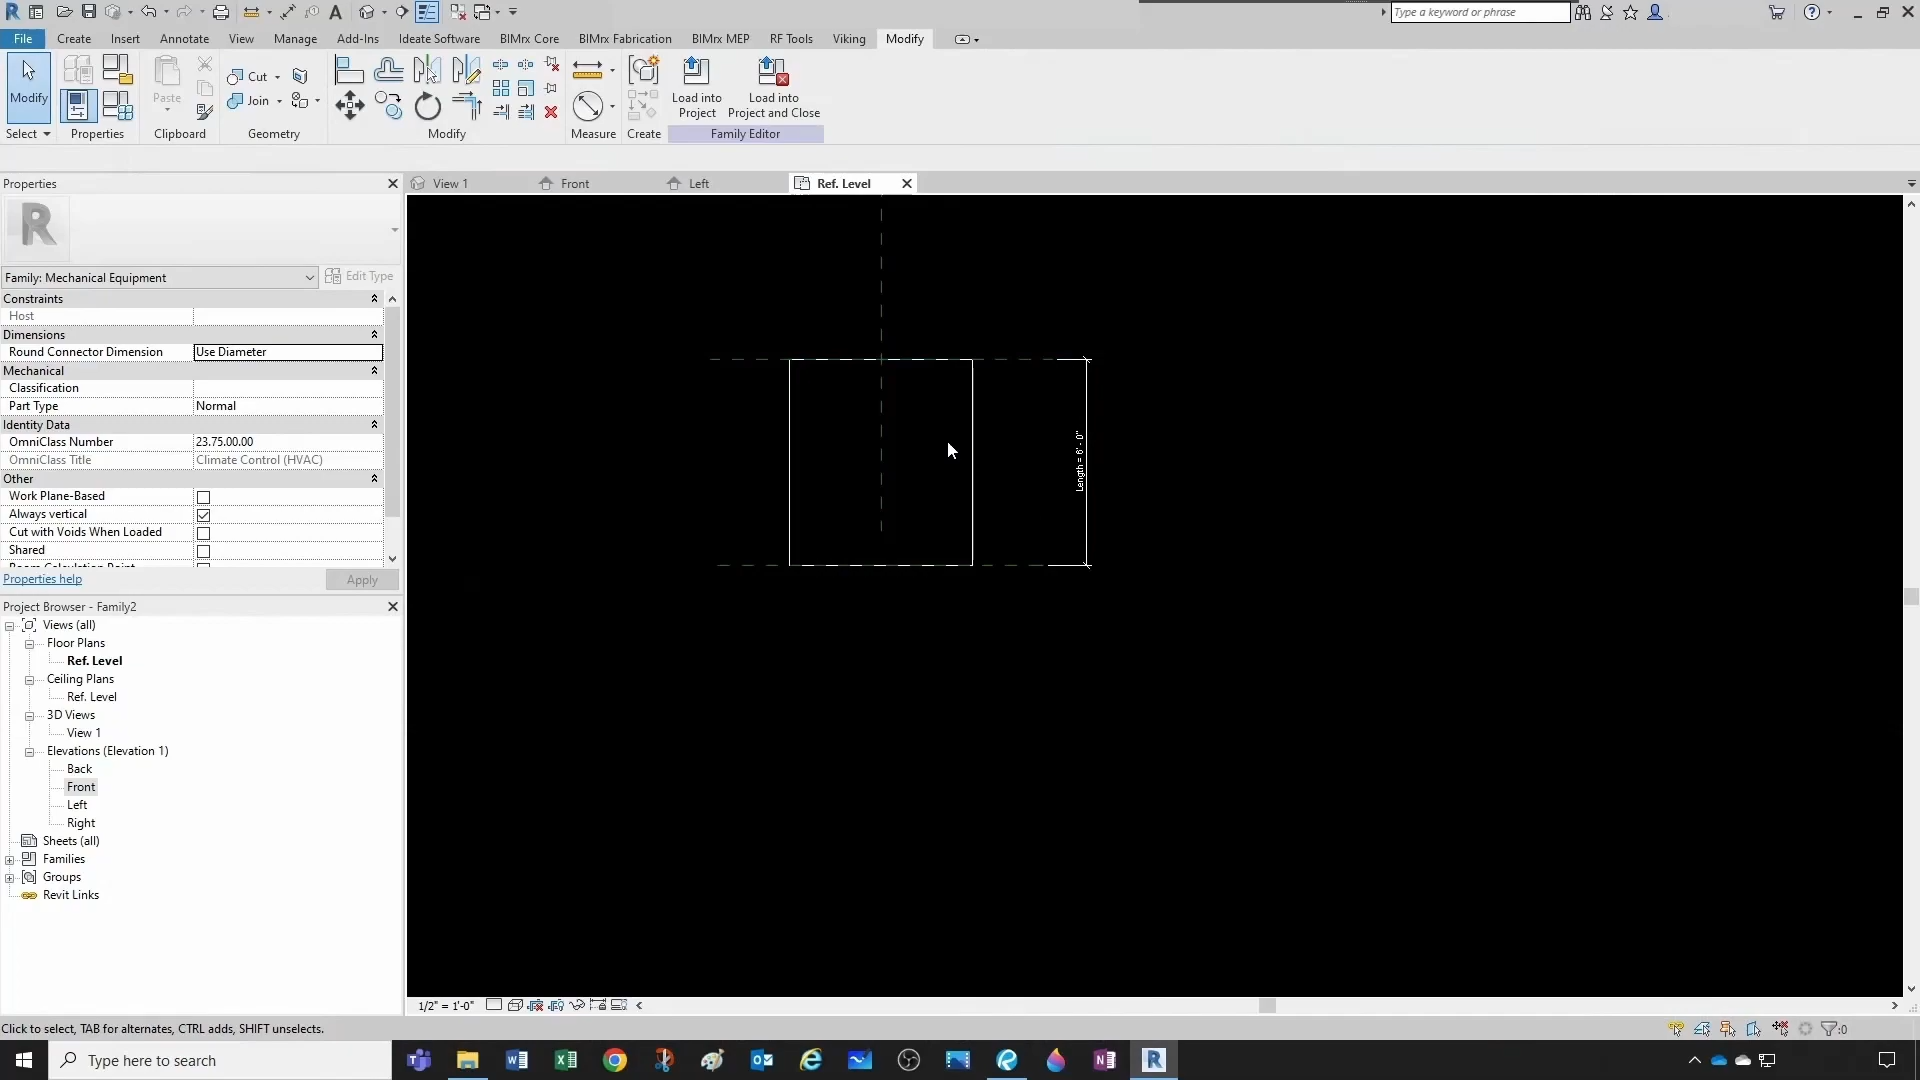 Type a keyword or phrase
File Create Insert Annotate View Manage Add-Ins Ideate Software BIMrx Core BIMrx Fabrication BIMrx MEP RF Tools Viking Modify
Modify
Paste
Cut
Join
Load into
Project
Load into
Project and Close
Select Properties Clipboard Geometry Modify Measure Create Family Editor
Properties
View 1 Front Left Ref. Level
R
Family: Mechanical Equipment Edit Type
Constraints
Host
Dimensions
Round Connector Dimension Use Diameter
Mechanical
Classification
Part Type Normal
Identity Data
OmniClass Number 23.75.00.00
OmniClass Title Climate Control (HVAC)
Other
Work Plane-Based
Always vertical
Cut with Voids When Loaded
Shared
Properties help Apply
Project Browser - Family2
Views (all)
Floor Plans
Ref. Level
Ceiling Plans
Ref. Level
3D Views
View 1
Elevations (Elevation 1)
Back
Front
Left
Right
Sheets (all)
Families
Groups
Revit Links
Length = 6' - 0"
1/2" = 1'-0"
Click to select, TAB for alternates, CTRL adds, SHIFT unselects.
:0
Type here to search